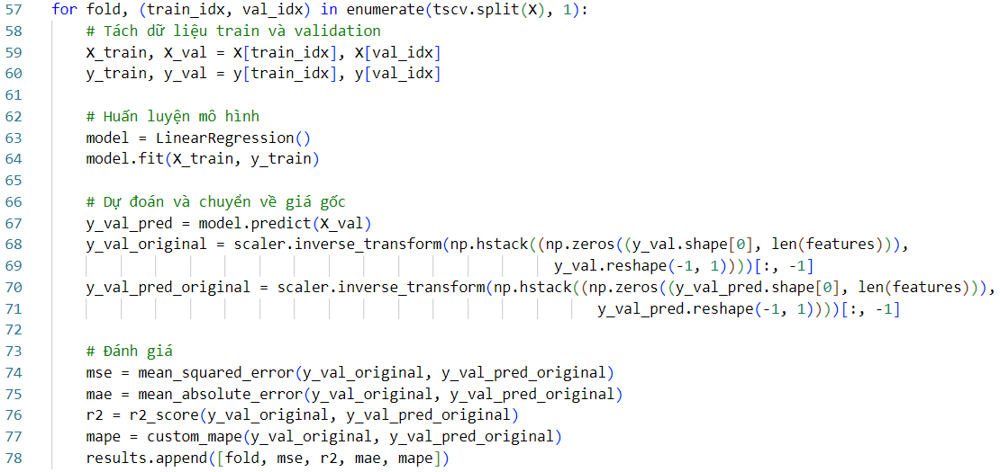 57 for fold, (train_idx, val_idx) in enumerate(tscv.split(X), 1):
58     # Tách dữ liệu train và validation
59     X_train, X_val = X[train_idx], X[val_idx]
60     y_train, y_val = y[train_idx], y[val_idx]
61
62     # Huấn luyện mô hình
63     model = LinearRegression()
64     model.fit(X_train, y_train)
65
66     # Dự đoán và chuyển về giá gốc
67     y_val_pred = model.predict(X_val)
68     y_val_original = scaler.inverse_transform(np.hstack((np.zeros((y_val.shape[0], len(features))),
69                                                           y_val.reshape(-1, 1))))[:, -1]
70     y_val_pred_original = scaler.inverse_transform(np.hstack((np.zeros((y_val_pred.shape[0], len(features))),
71                                                                y_val_pred.reshape(-1, 1))))[:, -1]
72
73     # Đánh giá
74     mse = mean_squared_error(y_val_original, y_val_pred_original)
75     mae = mean_absolute_error(y_val_original, y_val_pred_original)
76     r2 = r2_score(y_val_original, y_val_pred_original)
77     mape = custom_mape(y_val_original, y_val_pred_original)
78     results.append([fold, mse, r2, mae, mape])